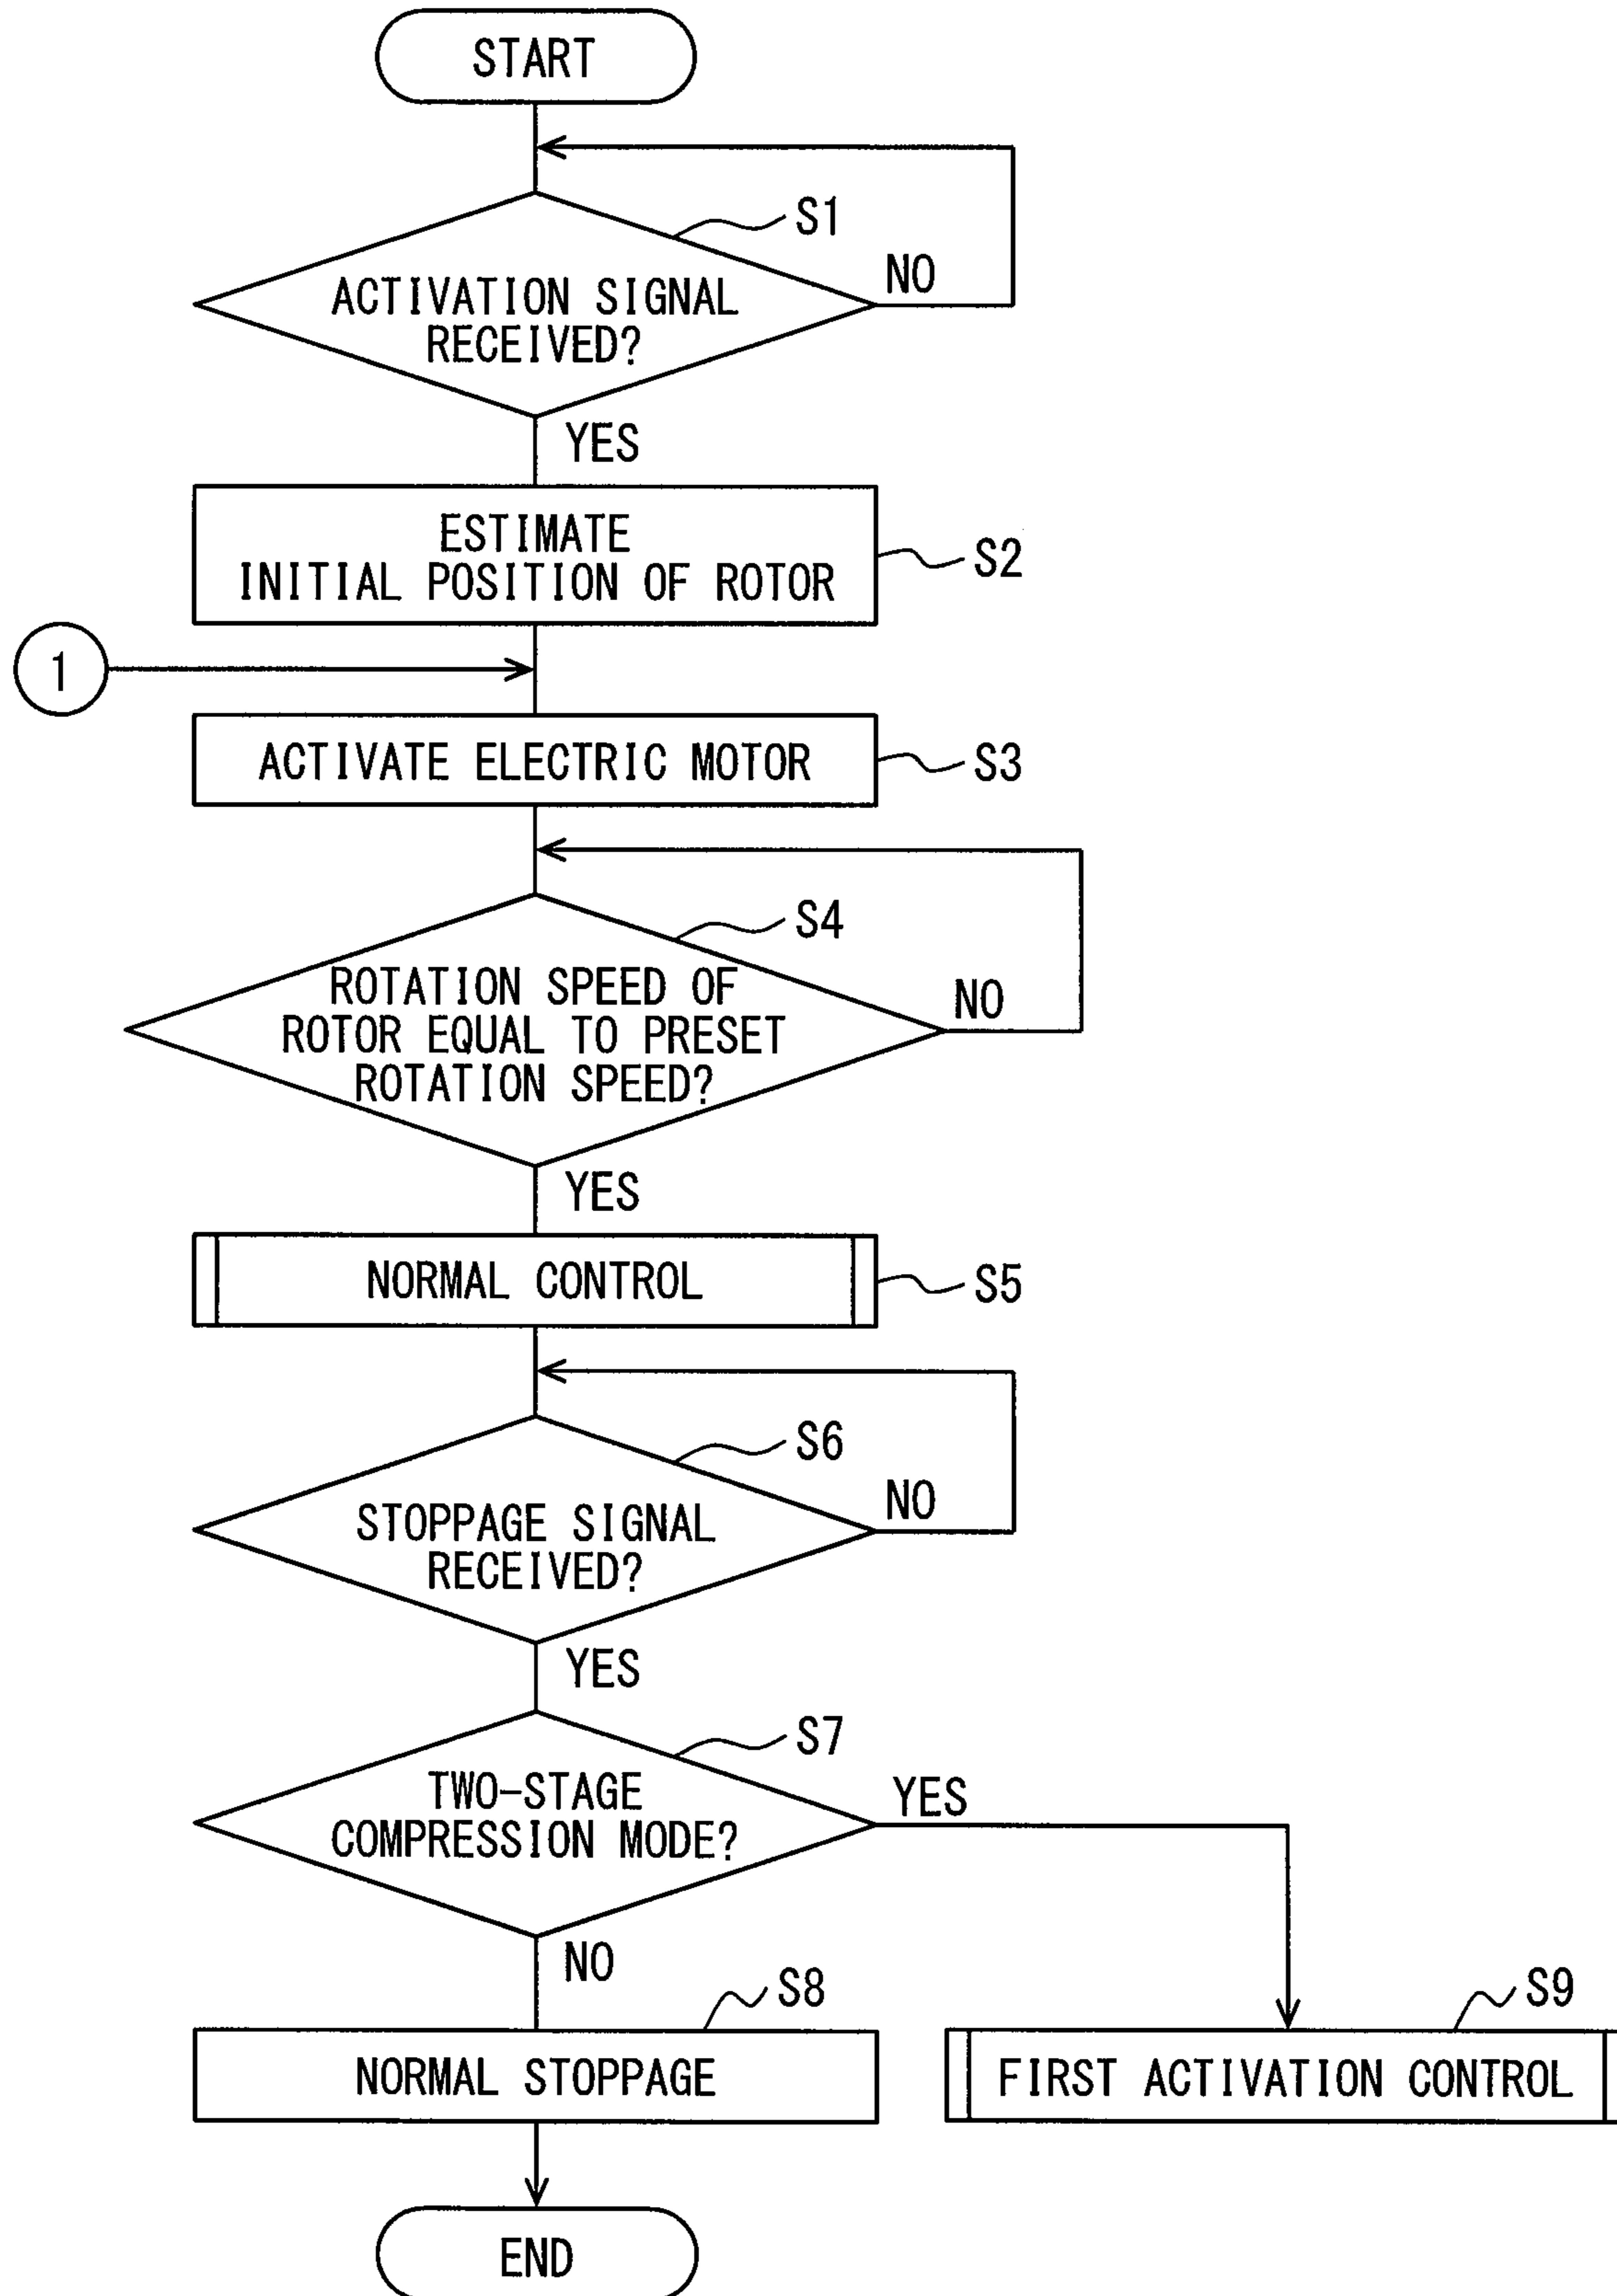 START
S1
NO
ACTIVATION SIGNAL
RECEIVED?
YES
ESTIMATE
INITIAL POSITION OF ROTOR
S2
1
ACTIVATE ELECTRIC MOTOR
S3
S4
ROTATION SPEED OF
ROTOR EQUAL TO PRESET
ROTATION SPEED?
NO
YES
NORMAL CONTROL
S5
S6
NO
STOPPAGE SIGNAL
RECEIVED?
YES
S7
TWO-STAGE
COMPRESSION MODE?
YES
NO
S8
S9
NORMAL STOPPAGE
FIRST ACTIVATION CONTROL
END